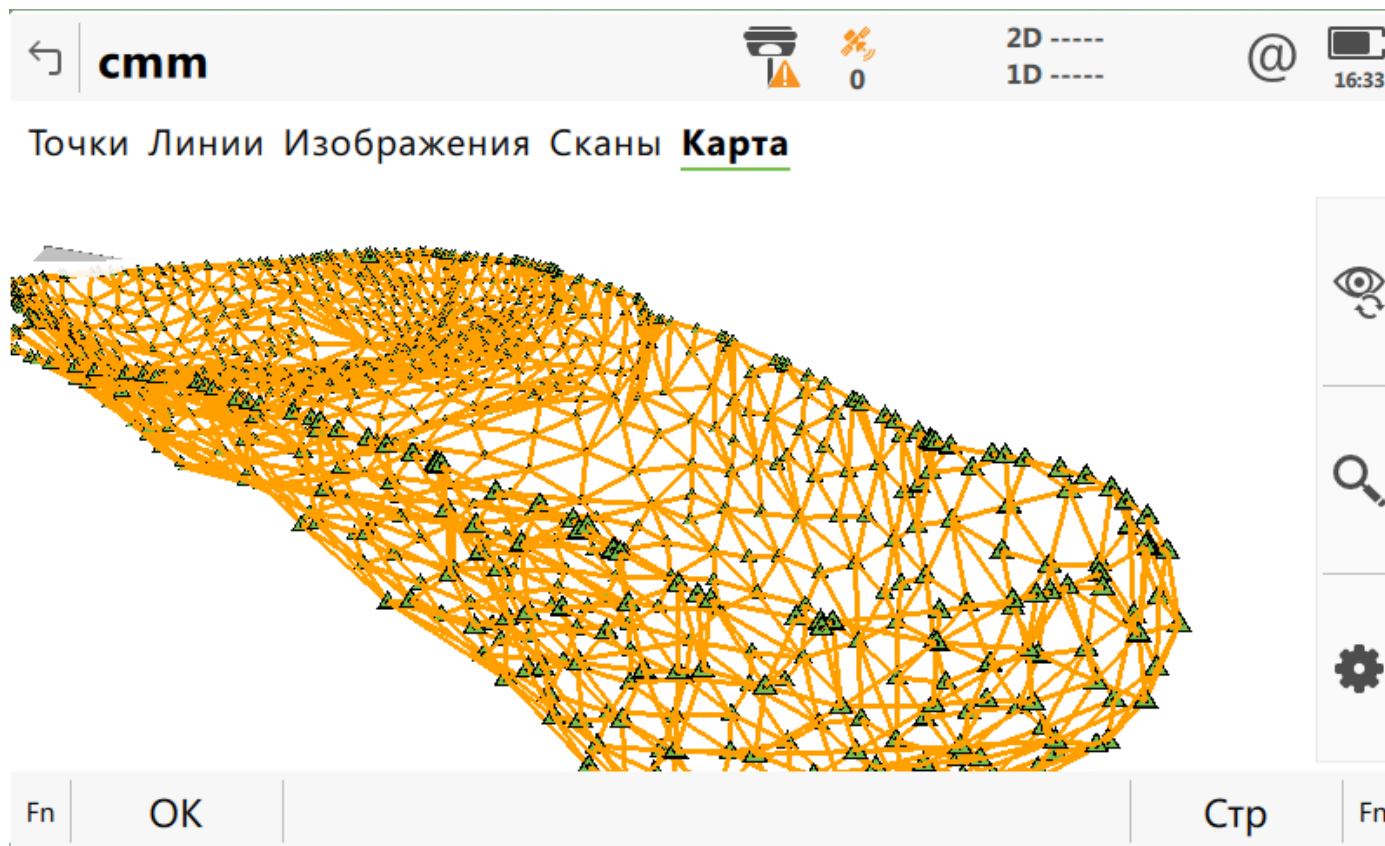 cmm
0
2D -----
1D -----
@
16:33
Точки Линии Изображения Сканы Карта
Fn OK Стр Fn